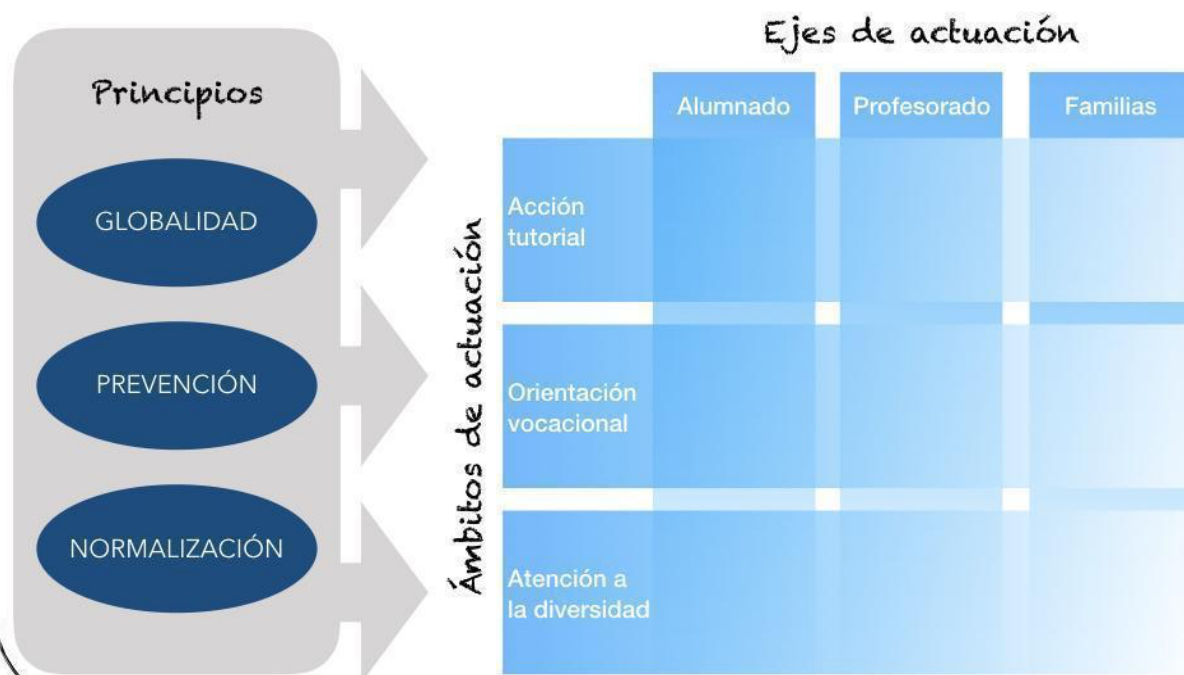 Principios
GLOBALIDAD
PREVENCIÓN
NORMALIZACIÓN
Ejes de actuación
Alumnado
Profesorado
Familias
Ámbitos de actuación
Acción
tutorial
Orientación
vocacional
Atención a
la diversidad